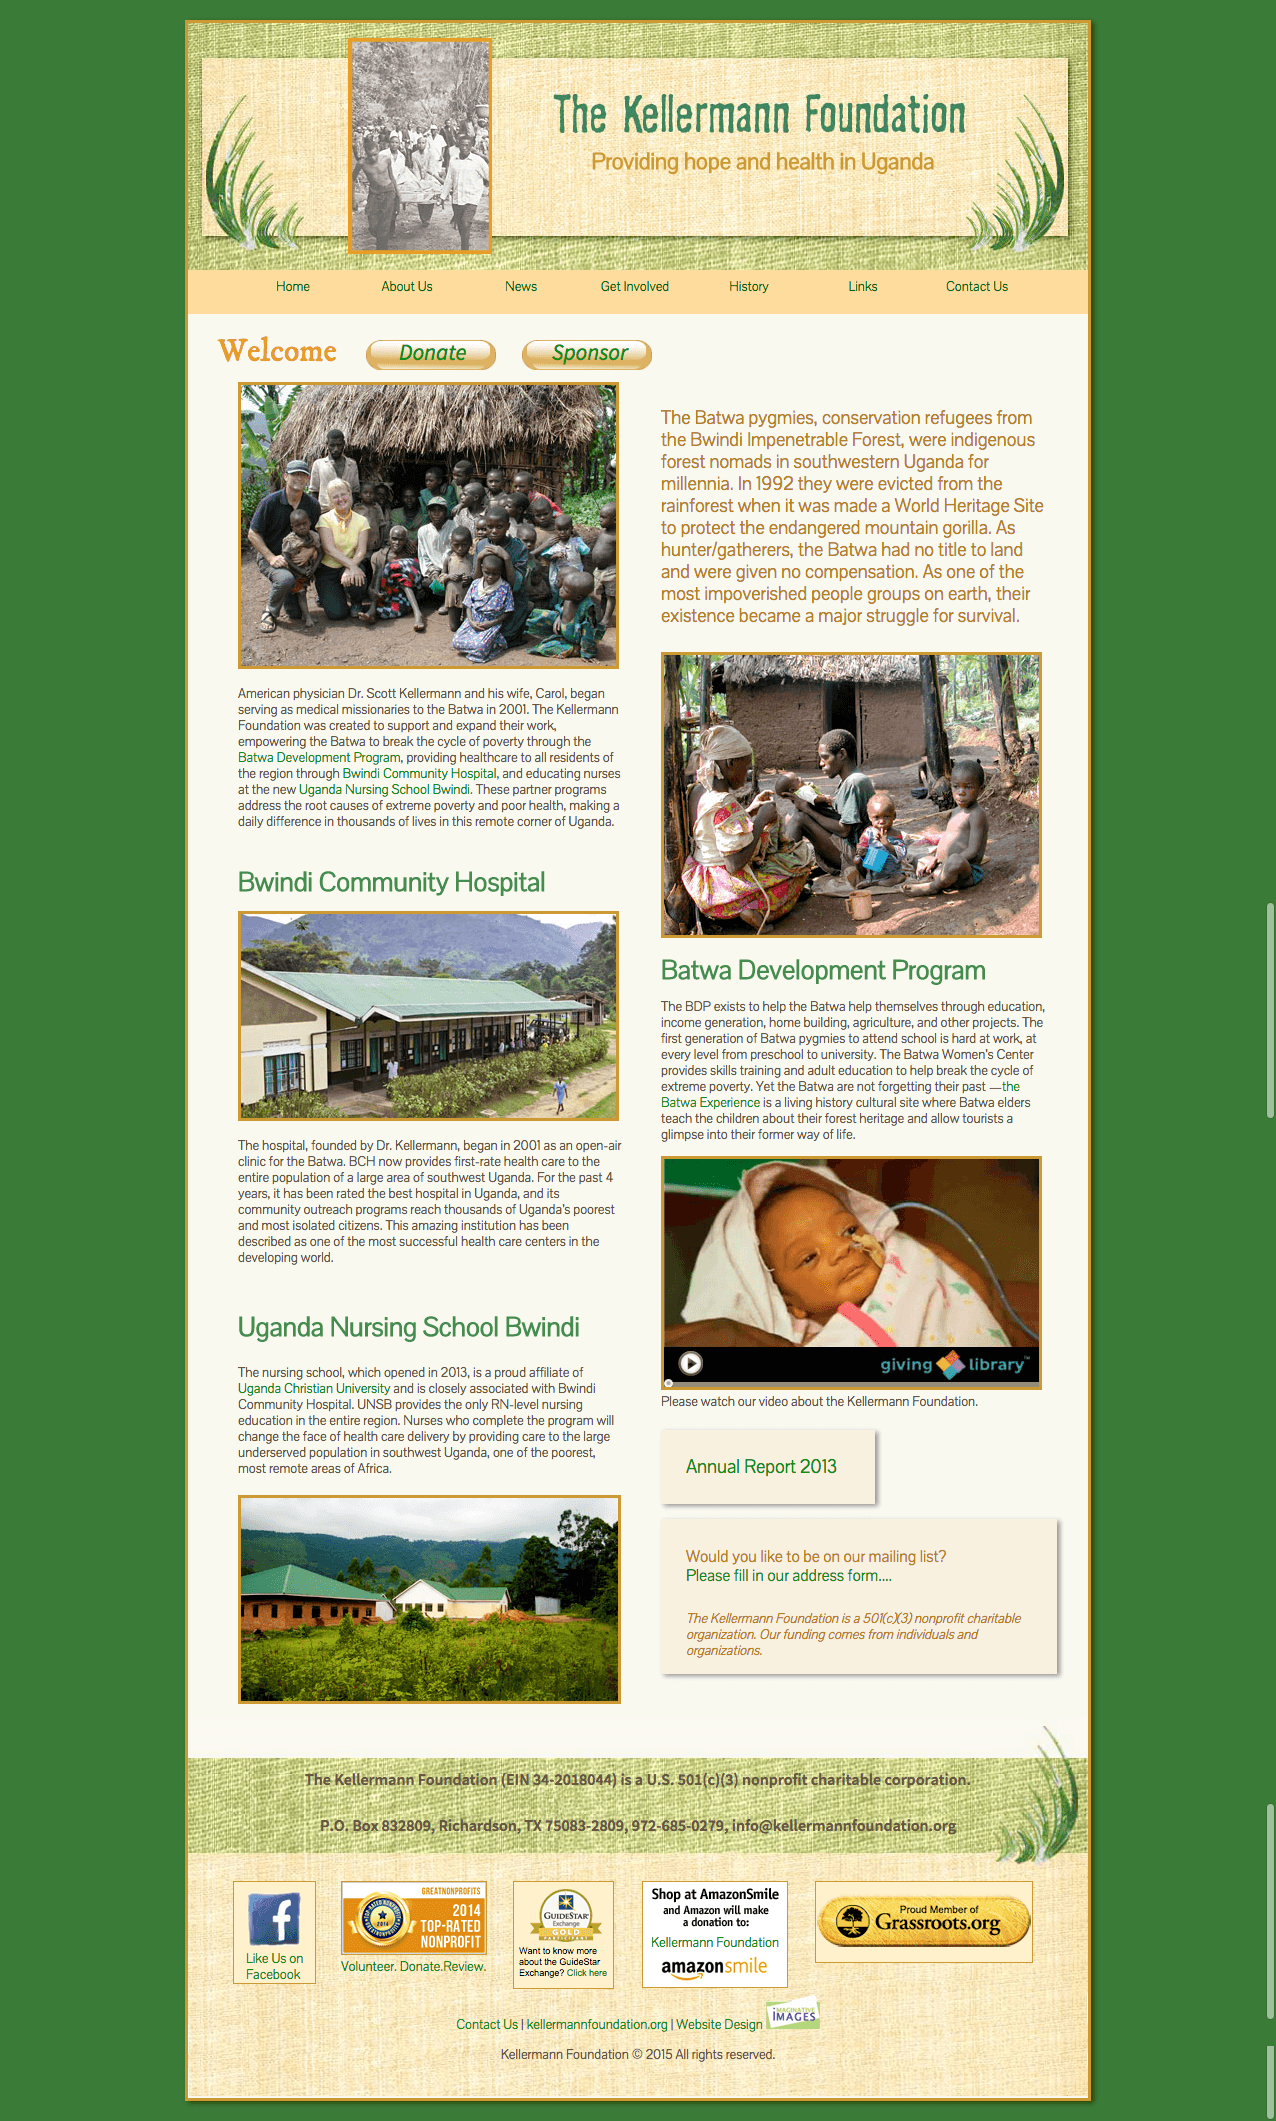 The Kellermann Foundation
Providing hope and health in Uganda
Home
About Us
News
Get Involved
History
Links
Contact Us
Welcome
Donate
Sponsor
American physician Dr. Scott Kellermann and his wife, Carol, began
serving as medical missionaries to the Batwa in 2001. The Kellermann
Foundation was created to support and expand their work,
empowering the Batwa to break the cycle of poverty through the
Batwa Development Program, providing healthcare to all residents of
the region through Bwindi Community Hospital, and educating nurses
at the new Uganda Nursing School Bwindi. These partner programs
address the root causes of extreme poverty and poor health, making a
daily difference in thousands of lives in this remote corner of Uganda.
Bwindi Community Hospital
The hospital, founded by Dr. Kellermann, began in 2001 as an open-air
clinic for the Batwa. BCH now provides first-rate health care to the
entire population of a large area of southwest Uganda. For the past 4
years, it has been rated the best hospital in Uganda, and its
community outreach programs reach thousands of Uganda's poorest
and most isolated citizens. This amazing institution has been
described as one of the most successful health care centers in the
developing world.
Uganda Nursing School Bwindi
The nursing school, which opened in 2013, is a proud affiliate of
Uganda Christian University and is closely associated with Bwindi
Community Hospital. UNSB provides the only RN-level nursing
education in the entire region. Nurses who complete the program will
change the face of health care delivery by providing care to the large
underserved population in southwest Uganda, one of the poorest,
most remote areas of Africa.
The Batwa pygmies, conservation refugees from
the Bwindi Impenetrable Forest, were indigenous
forest nomads in southwestern Uganda for
millennia. In 1992 they were evicted from the
rainforest when it was made a World Heritage Site
to protect the endangered mountain gorilla. As
hunter/gatherers, the Batwa had no title to land
and were given no compensation. As one of the
most impoverished people groups on earth, their
existence became a major struggle for survival.
Batwa Development Program
The BDP exists to help the Batwa help themselves through education,
income generation, home building, agriculture, and other projects. The
first generation of Batwa pygmies to attend school is hard at work, at
every level from preschool to university. The Batwa Women's Center
provides skills training and adult education to help break the cycle of
extreme poverty. Yet the Batwa are not forgetting their past —the
Batwa Experience is a living history cultural site where Batwa elders
teach the children about their forest heritage and allow tourists a
glimpse into their former way of life.
giving library™
Please watch our video about the Kellermann Foundation.
Annual Report 2013
Would you like to be on our mailing list?
Please fill in our address form....
The Kellermann Foundation is a 501(c)(3) nonprofit charitable
organization. Our funding comes from individuals and
organizations.
The Kellermann Foundation (EIN 34-2018044) is a U.S. 501(c)(3) nonprofit charitable corporation.
P.O. Box 832809, Richardson, TX 75083-2809, 972-685-0279, info@kellermannfoundation.org
Like Us on
Facebook
GREATNONPROFITS
2014
TOP-RATED
NONPROFIT
2014
Volunteer. Donate.Review.
GUIDESTAR
Exchange
GOLD
PARTICIPANT
Want to know more
about the GuideStar
Exchange? Click here
Shop at AmazonSmile
and Amazon will make
a donation to:
Kellermann Foundation
amazonsmile
Proud Member of
Grassroots.org
Contact Us | kellermannfoundation.org | Website Design
IMAGINATIVE
IMAGES
Kellermann Foundation © 2015 All rights reserved.